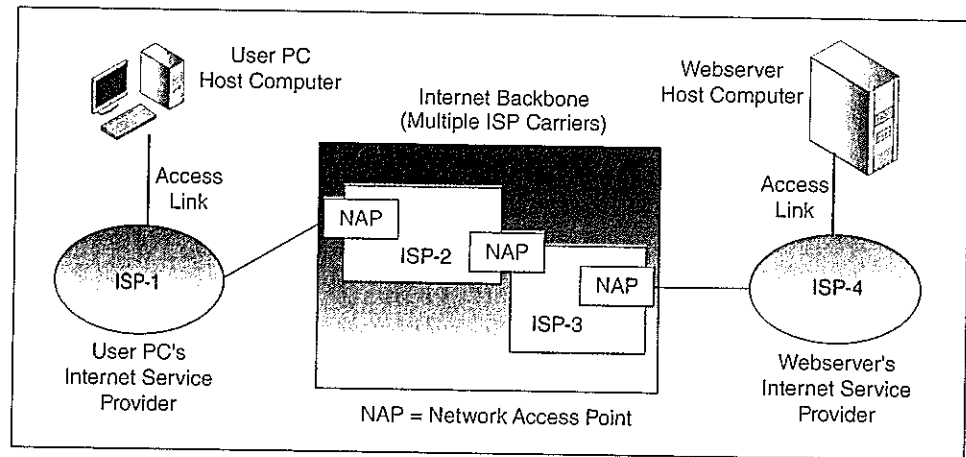 User PC
Host Computer
Webserver
Host Computer
Internet Backbone
(Multiple ISP Carriers)
Access
Link
Access
Link
NAP
ISP-2
NAP
NAP
ISP-1
ISP-3
ISP-4
User PC's
Internet Service
Provider
Webserver's
Internet Service
Provider
NAP = Network Access Point